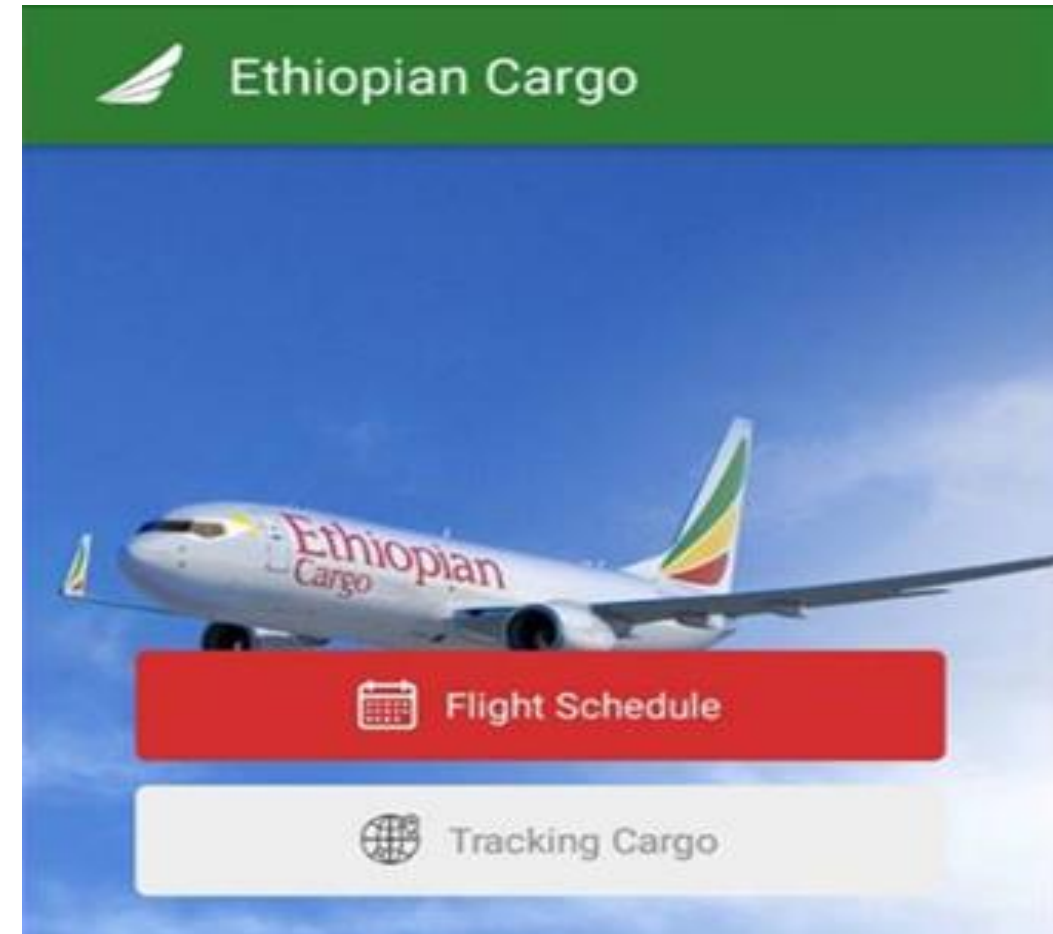 Ethiopian Cargo
Ethiopian
Cargo
Flight Schedule
Tracking Cargo